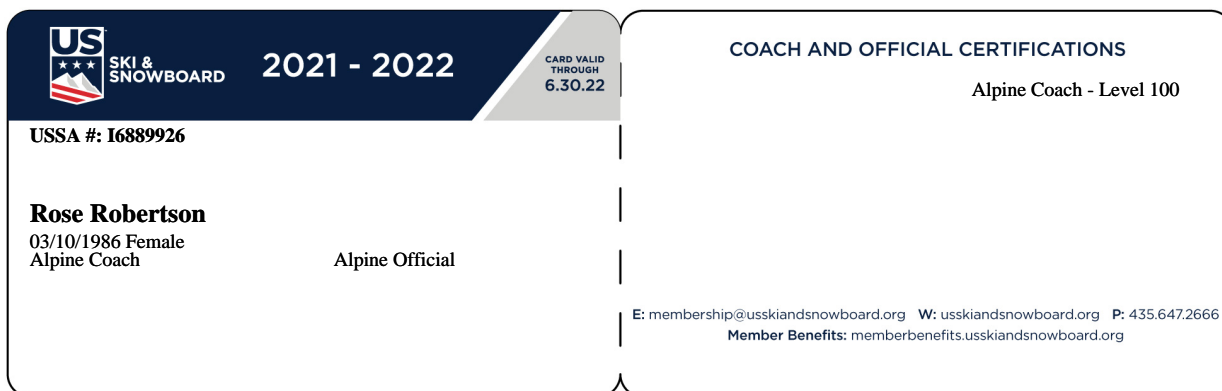 US
SKI &
SNOWBOARD
2021 - 2022
CARD VALID
THROUGH
6.30.22
USSA #: I6889926
Rose Robertson
03/10/1986 Female
Alpine Coach Alpine Official
COACH AND OFFICIAL CERTIFICATIONS
Alpine Coach - Level 100
E: membership@usskiandsnowboard.org W: usskiandsnowboard.org P: 435.647.2666
Member Benefits: memberbenefits.usskiandsnowboard.org